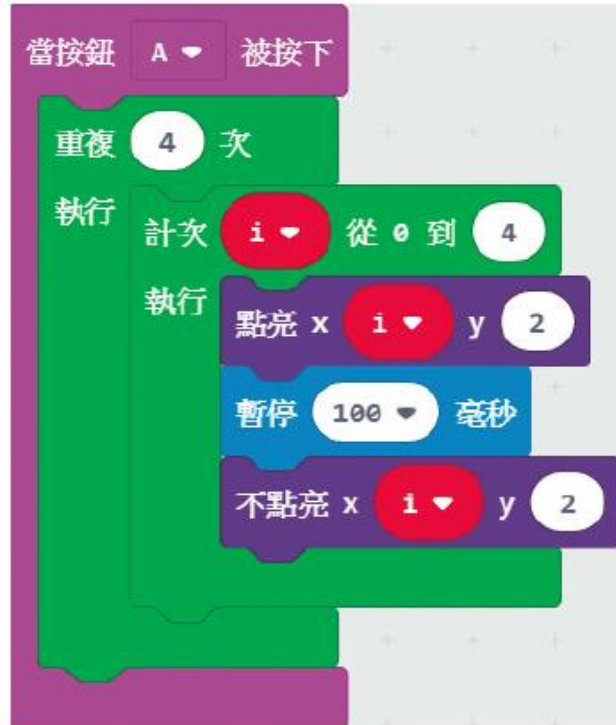 當按鈕 A 被按下
重複 4 次
執行
計次 i 從 0 到 4
執行
點亮 x i y 2
暫停 100 毫秒
不點亮 x i y 2